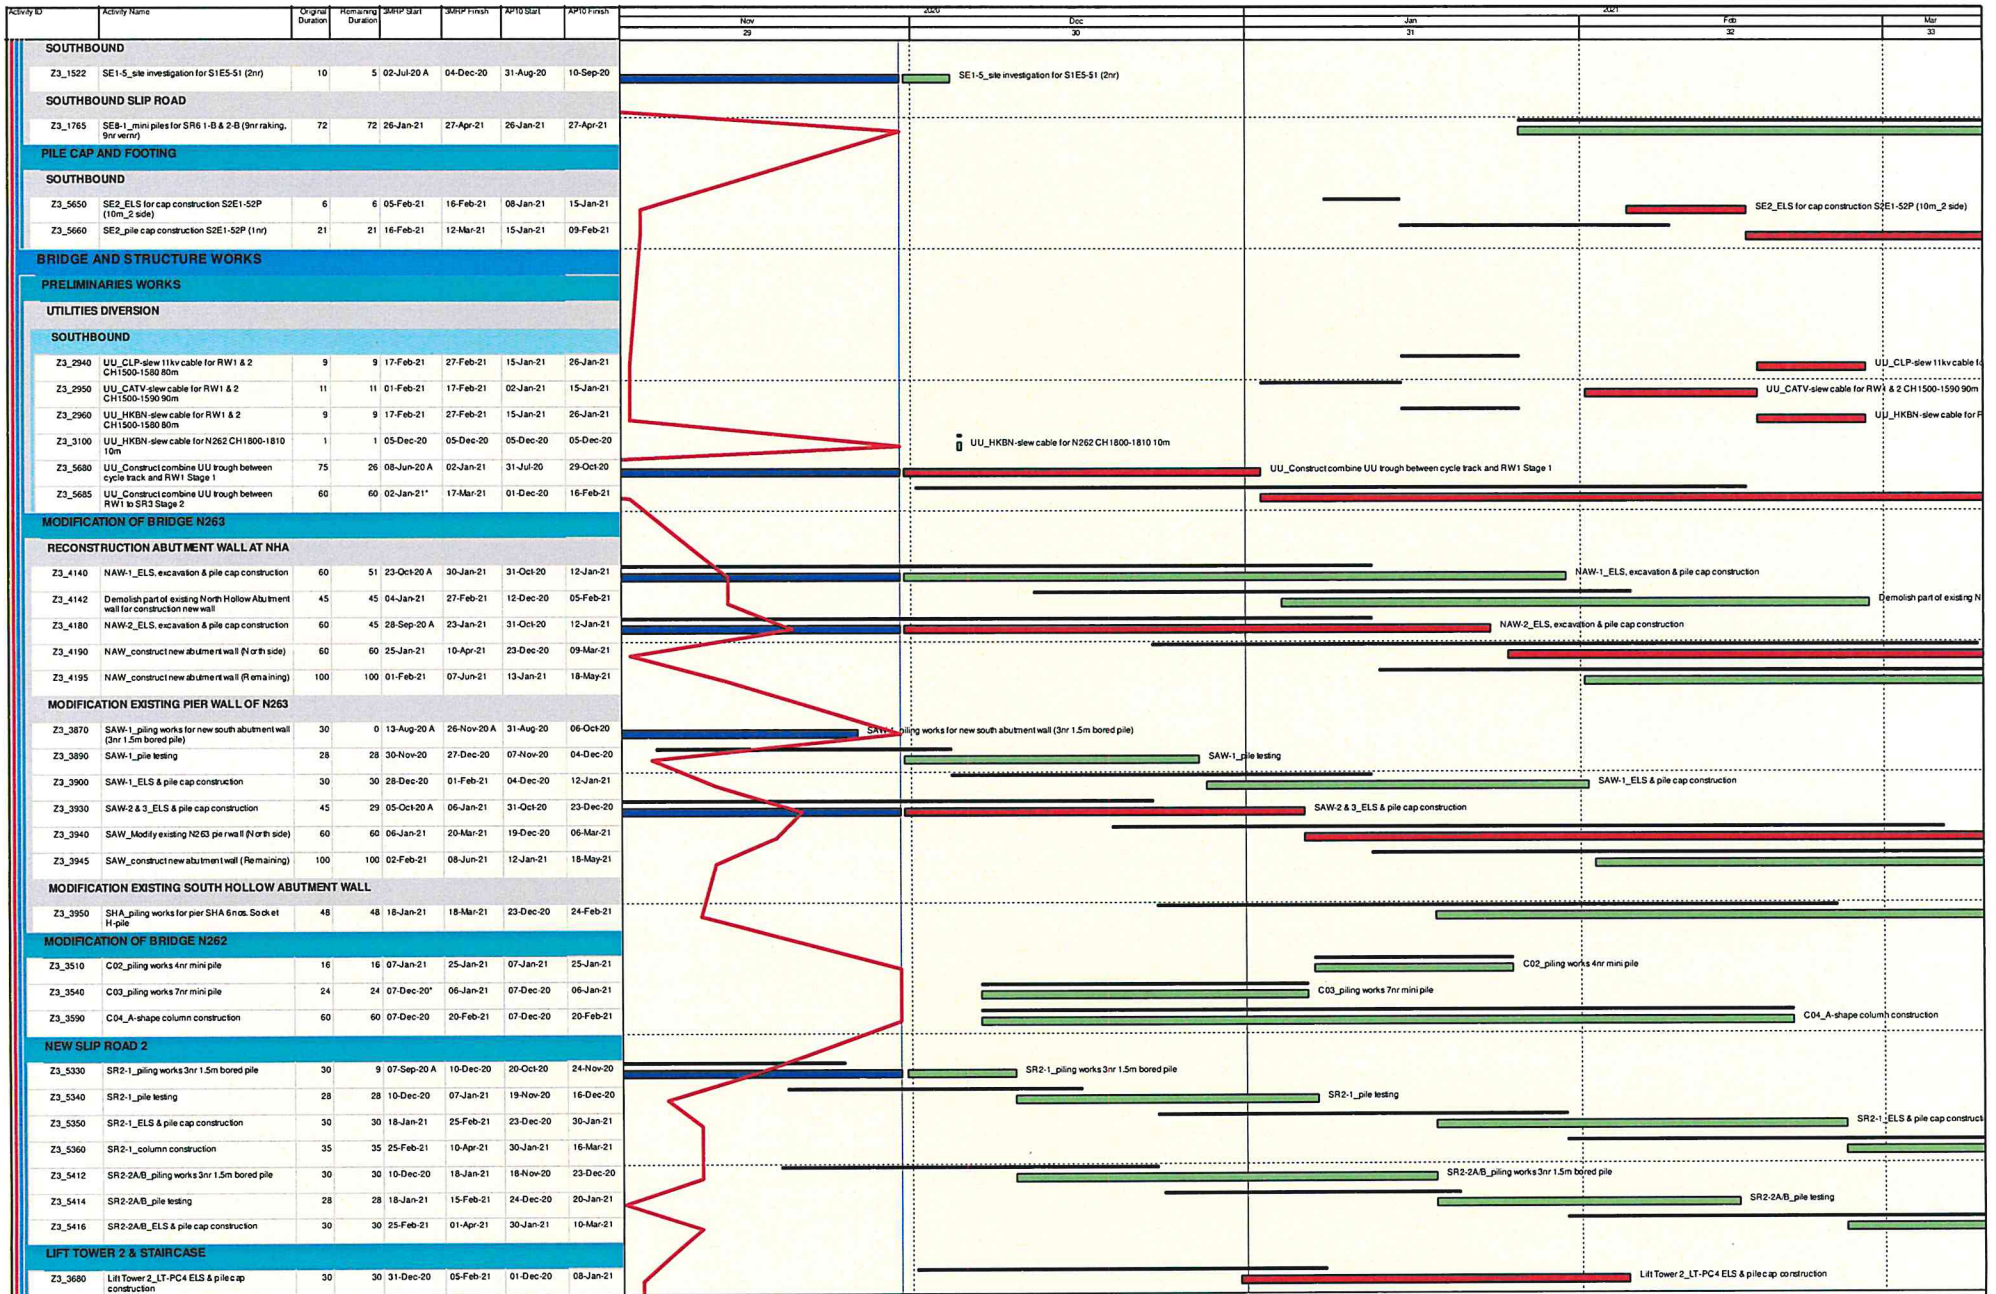 Activity ID Activity Name Original Duration Remaining Duration 3MRP Start 3MRP Finish AP10 Start AP10 Finish
2020 2021
Nov Dec Jan Feb Mar
29 30 31 32 33
SOUTHBOUND
Z3_1522 SE1-5_site investigation for S1E5-51 (2nr) 10 5 02-Jul-20 A 04-Dec-20 31-Aug-20 10-Sep-20 SE1-5_site investigation for S1E5-51 (2nr)
SOUTHBOUND SLIP ROAD
Z3_1765 SE8-1_mini piles for SR6 1-B & 2-B (9nr raking, 72 72 26-Jan-21 27-Apr-21 26-Jan-21 27-Apr-21
9nr vernr)
PILE CAP AND FOOTING
SOUTHBOUND
Z3_5650 SE2_ELS for cap construction S2E1-52P 6 6 05-Feb-21 16-Feb-21 08-Jan-21 15-Jan-21 SE2_ELS for cap construction S2E1-52P (10m_2 side)
(10m_2 side)
Z3_5660 SE2_pile cap construction S2E1-52P (1nr) 21 21 16-Feb-21 12-Mar-21 15-Jan-21 09-Feb-21
BRIDGE AND STRUCTURE WORKS
PRELIMINARIES WORKS
UTILITIES DIVERSION
SOUTHBOUND
Z3_2940 UU_CLP-slew 11kv cable for RW1 & 2 9 9 17-Feb-21 27-Feb-21 15-Jan-21 26-Jan-21 UU_CLP-slew 11kv cable fo
CH1500-1580 80m
Z3_2950 UU_CATV-slew cable for RW1 & 2 11 11 01-Feb-21 17-Feb-21 02-Jan-21 15-Jan-21 UU_CATV-slew cable for RW1 & 2 CH1500-1590 90m
CH1500-1590 90m
Z3_2960 UU_HKBN-slew cable for RW1 & 2 9 9 17-Feb-21 27-Feb-21 15-Jan-21 26-Jan-21 UU_HKBN-slew cable for F
CH1500-1580 80m
Z3_3100 UU_HKBN-slew cable for N262 CH1800-1810 1 1 05-Dec-20 05-Dec-20 05-Dec-20 05-Dec-20 UU_HKBN-slew cable for N262 CH1800-1810 10m
10m
Z3_5680 UU_Construct combine UU trough between 75 26 08-Jun-20 A 02-Jan-21 31-Jul-20 29-Oct-20 UU_Construct combine UU trough between cycle track and RW1 Stage 1
cycle track and RW1 Stage 1
Z3_5685 UU_Construct combine UU trough between 60 60 02-Jan-21* 17-Mar-21 01-Dec-20 16-Feb-21
RW1 to SR3 Stage 2
MODIFICATION OF BRIDGE N263
RECONSTRUCTION ABUTMENT WALL AT NHA
Z3_4140 NAW-1_ELS, excavation & pile cap construction 60 51 23-Oct-20 A 30-Jan-21 31-Oct-20 12-Jan-21 NAW-1_ELS, excavation & pile cap construction
Z3_4142 Demolish part of existing North Hollow Abutment 45 45 04-Jan-21 27-Feb-21 12-Dec-20 05-Feb-21 Demolish part of existing N
wall for construction new wall
Z3_4180 NAW-2_ELS, excavation & pile cap construction 60 45 28-Sep-20 A 23-Jan-21 31-Oct-20 12-Jan-21 NAW-2_ELS, excavation & pile cap construction
Z3_4190 NAW_construct new abutment wall (North side) 60 60 25-Jan-21 10-Apr-21 23-Dec-20 09-Mar-21
Z3_4195 NAW_construct new abutment wall (Remaining) 100 100 01-Feb-21 07-Jun-21 13-Jan-21 18-May-21
MODIFICATION EXISTING PIER WALL OF N263
Z3_3870 SAW-1_piling works for new south abutment wall 30 0 13-Aug-20 A 26-Nov-20 A 31-Aug-20 06-Oct-20 SAW-1_piling works for new south abutment wall (3nr 1.5m bored pile)
(3nr 1.5m bored pile)
Z3_3890 SAW-1_pile testing 28 28 30-Nov-20 27-Dec-20 07-Nov-20 04-Dec-20 SAW-1_pile testing
Z3_3900 SAW-1_ELS & pile cap construction 30 30 28-Dec-20 01-Feb-21 04-Dec-20 12-Jan-21 SAW-1_ELS & pile cap construction
Z3_3930 SAW-2 & 3_ELS & pile cap construction 45 29 05-Oct-20 A 06-Jan-21 31-Oct-20 23-Dec-20 SAW-2 & 3_ELS & pile cap construction
Z3_3940 SAW_Modify existing N263 pier wall (North side) 60 60 06-Jan-21 20-Mar-21 19-Dec-20 06-Mar-21
Z3_3945 SAW_construct new abutment wall (Remaining) 100 100 02-Feb-21 08-Jun-21 12-Jan-21 18-May-21
MODIFICATION EXISTING SOUTH HOLLOW ABUTMENT WALL
Z3_3950 SHA_piling works for pier SHA 6nos. Socket 48 48 18-Jan-21 18-Mar-21 23-Dec-20 24-Feb-21
H-pile
MODIFICATION OF BRIDGE N262
Z3_3510 C02_piling works 4nr mini pile 16 16 07-Jan-21 25-Jan-21 07-Jan-21 25-Jan-21 C02_piling works 4nr mini pile
Z3_3540 C03_piling works 7nr mini pile 24 24 07-Dec-20* 06-Jan-21 07-Dec-20 06-Jan-21 C03_piling works 7nr mini pile
Z3_3590 C04_A-shape column construction 60 60 07-Dec-20 20-Feb-21 07-Dec-20 20-Feb-21 C04_A-shape column construction
NEW SLIP ROAD 2
Z3_5330 SR2-1_piling works 3nr 1.5m bored pile 30 9 07-Sep-20 A 10-Dec-20 20-Oct-20 24-Nov-20 SR2-1_piling works 3nr 1.5m bored pile
Z3_5340 SR2-1_pile testing 28 28 10-Dec-20 07-Jan-21 19-Nov-20 16-Dec-20 SR2-1_pile testing
Z3_5350 SR2-1_ELS & pile cap construction 30 30 18-Jan-21 25-Feb-21 23-Dec-20 30-Jan-21 SR2-1_ELS & pile cap construct
Z3_5360 SR2-1_column construction 35 35 25-Feb-21 10-Apr-21 30-Jan-21 16-Mar-21
Z3_5412 SR2-2A/B_piling works 3nr 1.5m bored pile 30 30 10-Dec-20 18-Jan-21 18-Nov-20 23-Dec-20 SR2-2A/B_piling works 3nr 1.5m bored pile
Z3_5414 SR2-2A/B_pile testing 28 28 18-Jan-21 15-Feb-21 24-Dec-20 20-Jan-21 SR2-2A/B_pile testing
Z3_5416 SR2-2A/B_ELS & pile cap construction 30 30 25-Feb-21 01-Apr-21 30-Jan-21 10-Mar-21
LIFT TOWER 2 & STAIRCASE
Z3_3680 Lift Tower 2_LT-PC4 ELS & pile cap 30 30 31-Dec-20 05-Feb-21 01-Dec-20 08-Jan-21 Lift Tower 2_LT-PC4 ELS & pile cap construction
construction